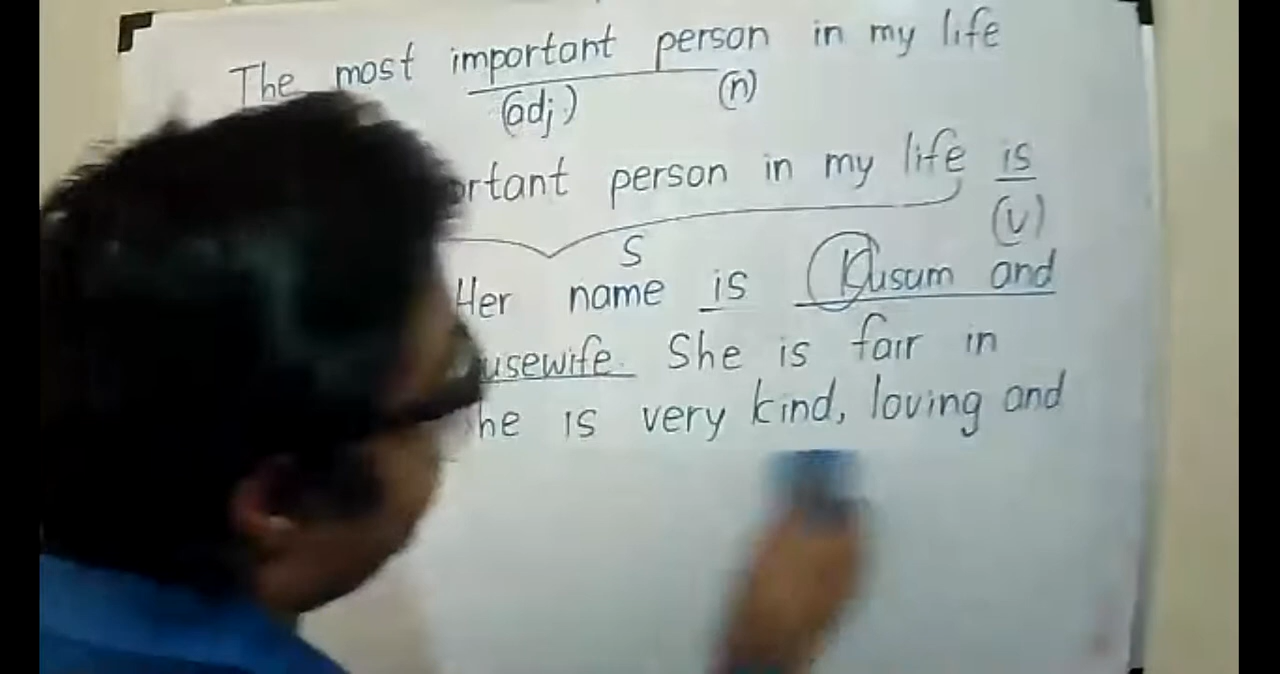 The most important person in my life
(adj) (n)
ortant person in my life is
(v)
S
Her name is Kusum and
usewife. She is fair in
he is very kind, loving and